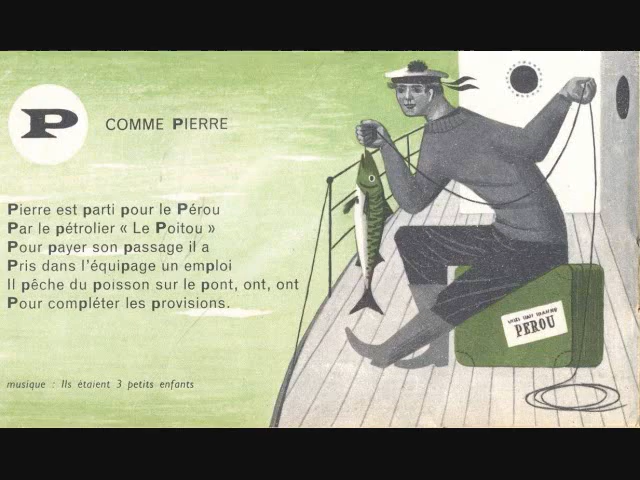 P
COMME PIERRE
Pierre est parti pour le Pérou
Par le pétrolier « Le Poitou »
Pour payer son passage il a
Pris dans l'équipage un emploi
Il pêche du poisson sur le pont, ont, ont
Pour compléter les provisions.
musique : Ils étaient 3 petits enfants
PEROU